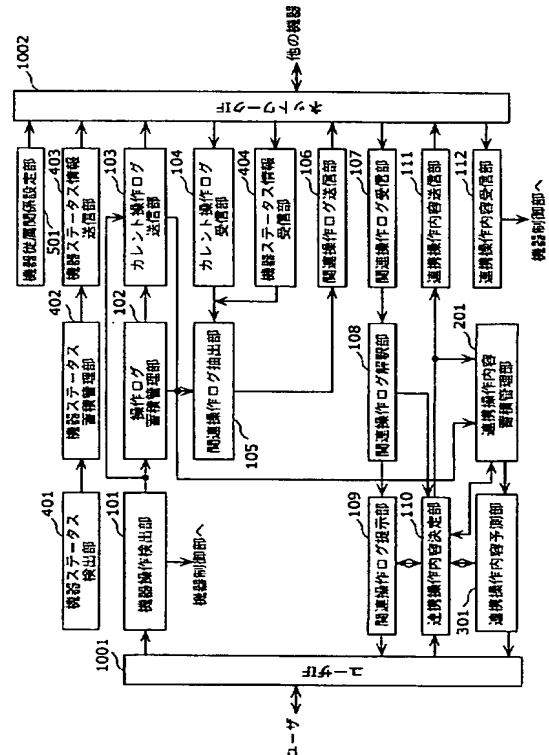 1002
他の機器
ネットワークIF
機器従属関係設定部
501
機器ステータス情報
送信部
403
カレント操作ログ
送信部
103
カレント操作ログ
受信部
104
機器ステータス情報
受信部
404
関連操作ログ送信部
106
関連操作ログ受信部
107
連携操作内容送信部
111
連携操作内容受信部
112
機器制御部へ
402
機器ステータス
蓄積管理部
102
操作ログ
蓄積管理部
関連操作ログ抽出部
105
108
関連操作ログ解釈部
201
連携操作内容
蓄積管理部
401
機器ステータス
検出部
101
機器操作検出部
機器制御部へ
109
関連操作ログ提示部
110
連携操作内容決定部
301
連携操作内容予測部
1001
ユーザIF
ユーザ